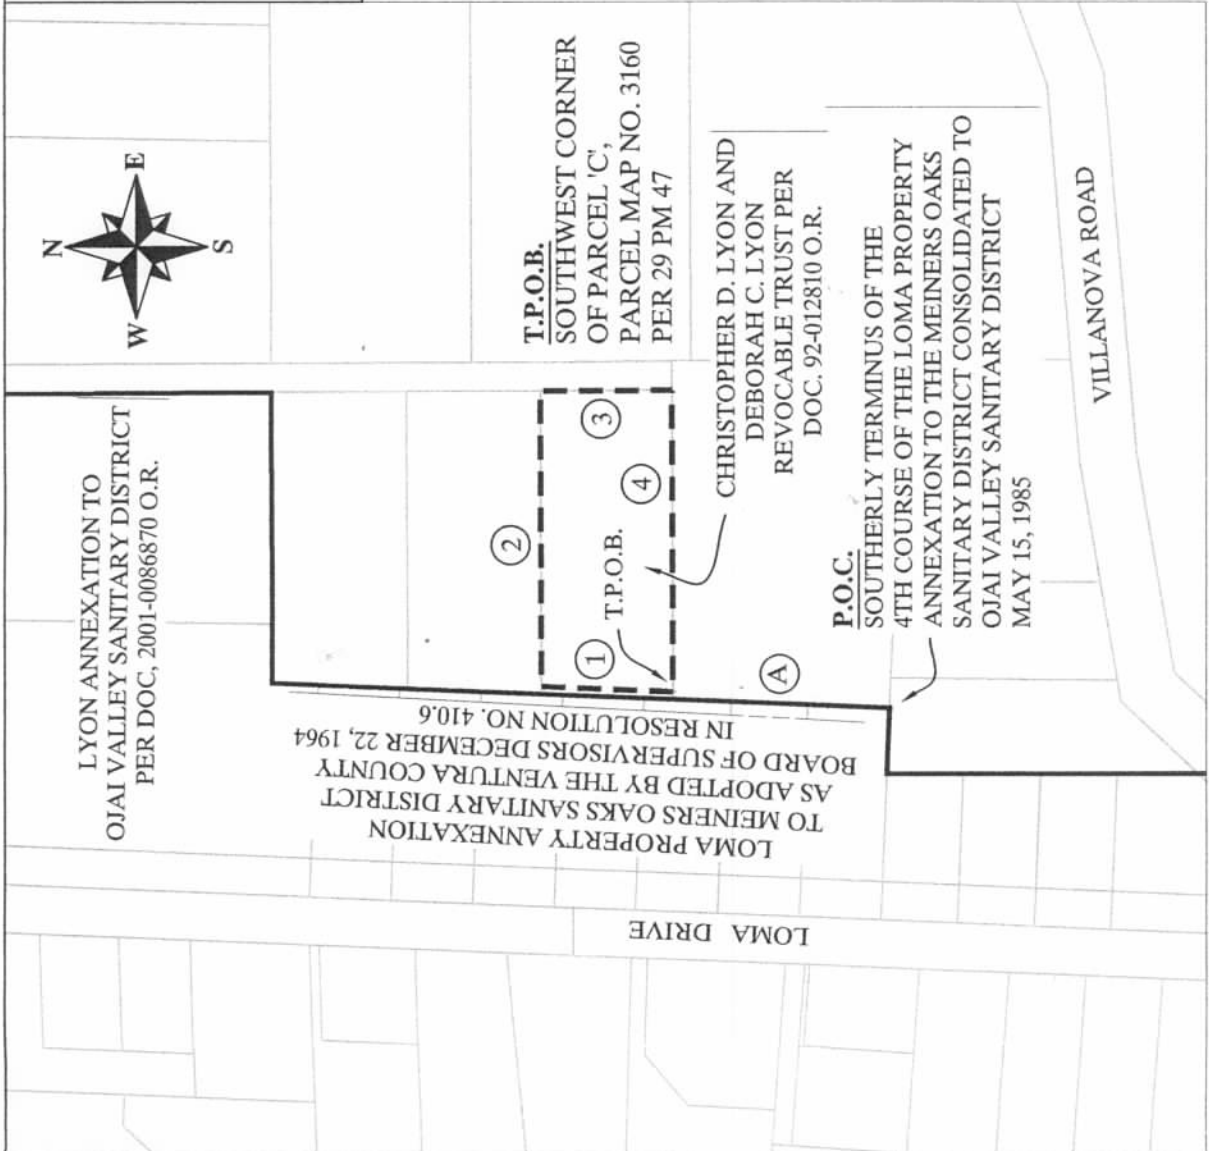 N
W
E
S
LYON ANNEXATION TO
OJAI VALLEY SANITARY DISTRICT
PER DOC, 2001-0086870 O.R.
T.P.O.B.
SOUTHWEST CORNER
OF PARCEL 'C',
PARCEL MAP NO. 3160
PER 29 PM 47
2
3
1
4
T.P.O.B.
CHRISTOPHER D. LYON AND
DEBORAH C. LYON
REVOCABLE TRUST PER
DOC. 92-012810 O.R.
A
P.O.C.
SOUTHERLY TERMINUS OF THE
4TH COURSE OF THE LOMA PROPERTY
ANNEXATION TO THE MEINERS OAKS
SANITARY DISTRICT CONSOLIDATED TO
OJAI VALLEY SANITARY DISTRICT
MAY 15, 1985
LOMA PROPERTY ANNEXATION
TO MEINERS OAKS SANITARY DISTRICT
AS ADOPTED BY THE VENTURA COUNTY
BOARD OF SUPERVISORS DECEMBER 22, 1964
IN RESOLUTION NO. 410.6
LOMA DRIVE
VILLANOVA ROAD